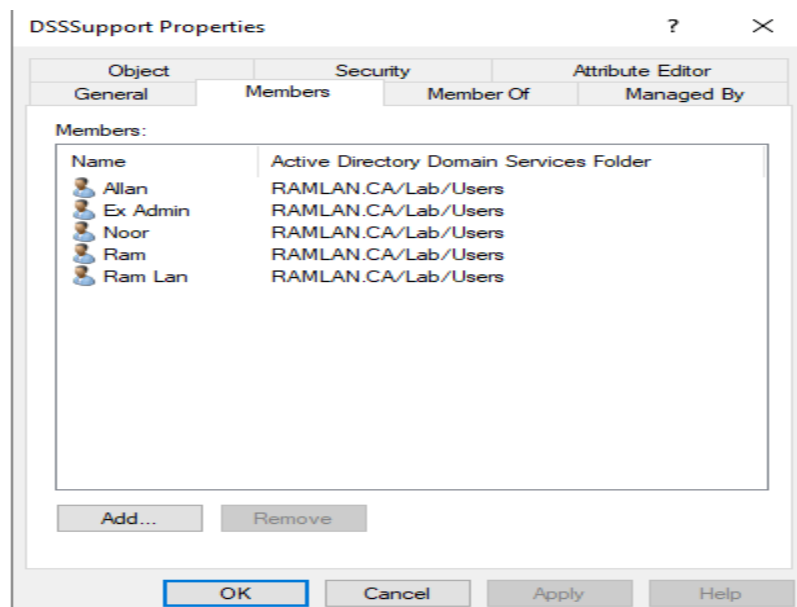 DSSSupport Properties ? ✕
Object Security Attribute Editor
General Members Member Of Managed By
Members:
Name Active Directory Domain Services Folder
Allan RAMLAN.CA/Lab/Users
Ex Admin RAMLAN.CA/Lab/Users
Noor RAMLAN.CA/Lab/Users
Ram RAMLAN.CA/Lab/Users
Ram Lan RAMLAN.CA/Lab/Users
Add... Remove
OK Cancel Apply Help